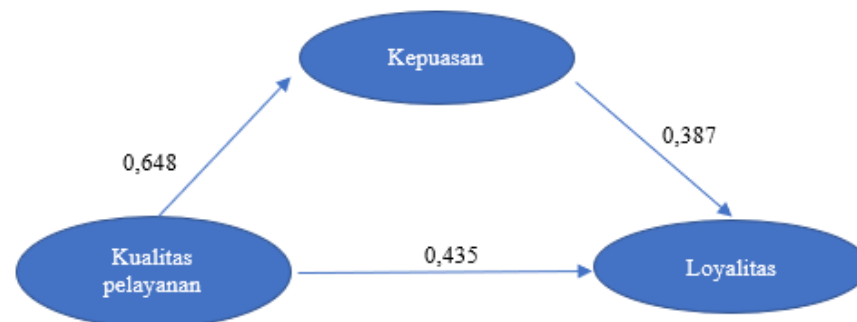 Kepuasan
0,648
0,387
Kualitas
pelayanan
0,435
Loyalitas